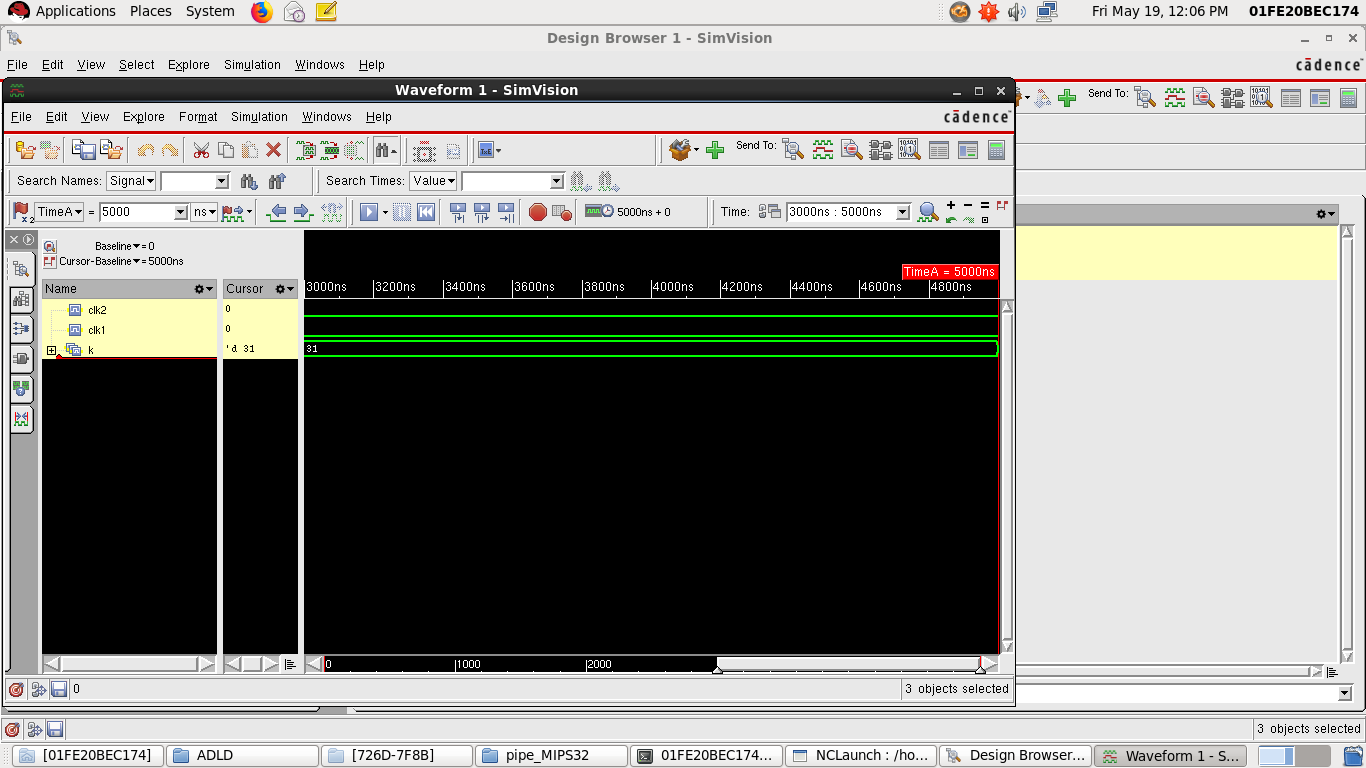 Applications Places System Fri May 19, 12:06 PM 01FE20BEC174
Design Browser 1 - SimVision
File Edit View Select Explore Simulation Windows Help cādence
Waveform 1 - SimVision
File Edit View Explore Format Simulation Windows Help cādence
Send To:
Send To:
Search Names: Signal Search Times: Value
TimeA = 5000 ns 5000ns + 0 Time: 3000ns : 5000ns
Baseline = 0
Cursor-Baseline = 5000ns
TimeA = 5000ns
Name Cursor 3000ns 3200ns 3400ns 3600ns 3800ns 4000ns 4200ns 4400ns 4600ns 4800ns
clk2 0
clk1 0
k 'd 31 31
0 1000 2000
0 3 objects selected
3 objects selected
[01FE20BEC174] ADLD [726D-7F8B] pipe_MIPS32 01FE20BEC174... NCLaunch : /ho... Design Browser... Waveform 1 - S...